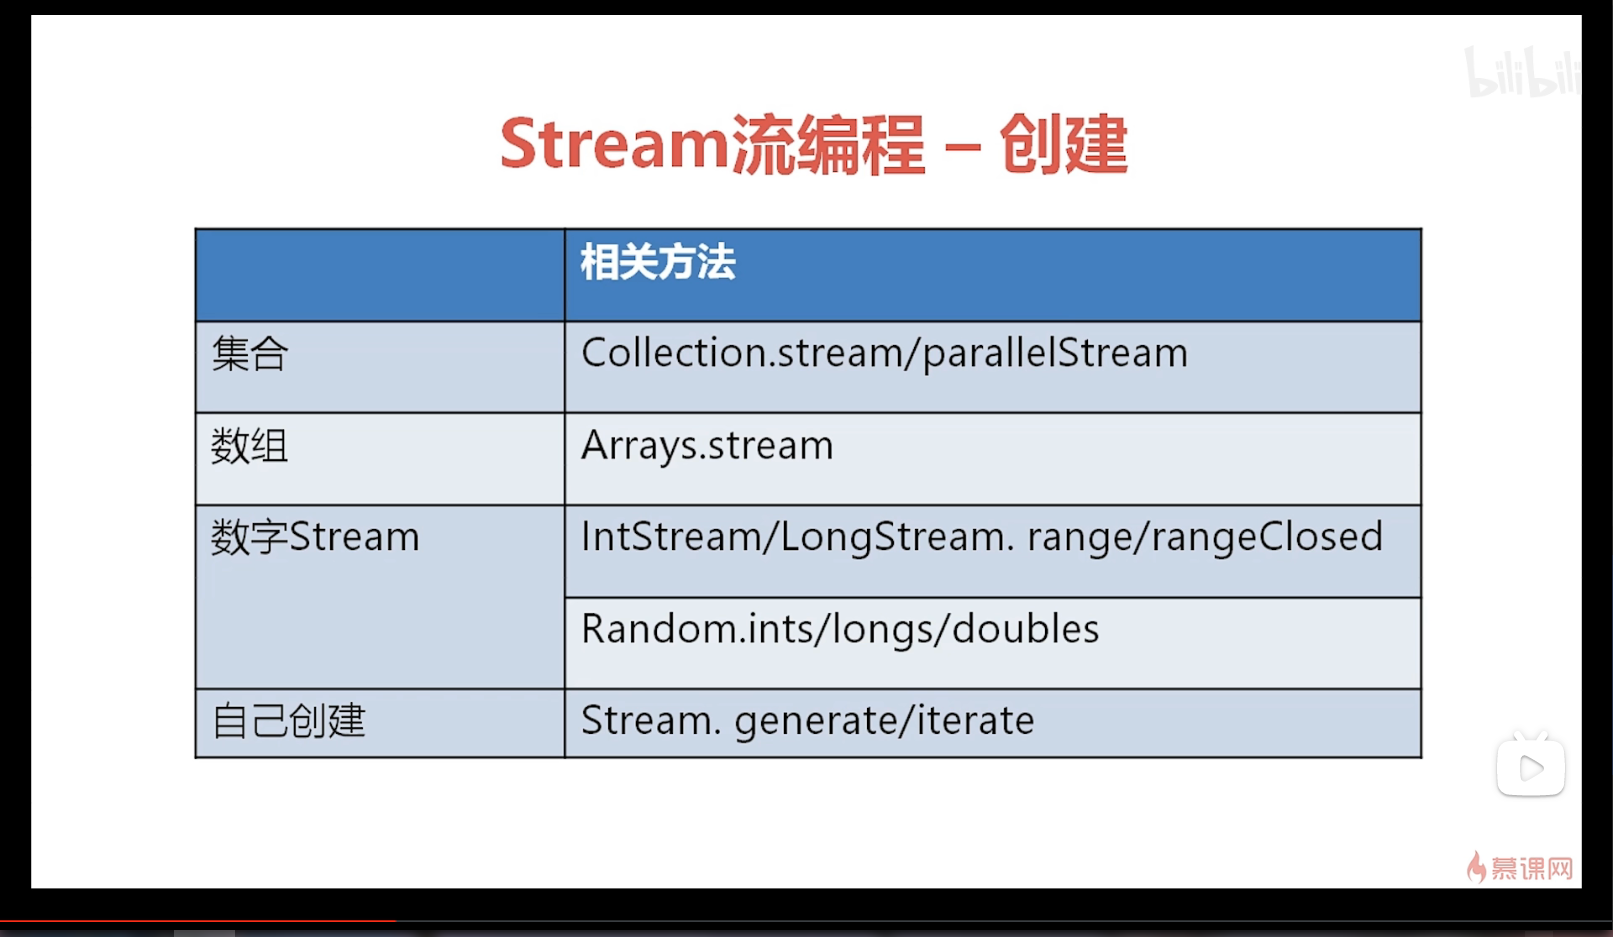 bilibili
Stream流编程 – 创建
相关方法
集合
Collection.stream/parallelStream
数组
Arrays.stream
数字Stream
IntStream/LongStream. range/rangeClosed
Random.ints/longs/doubles
自己创建
Stream. generate/iterate
慕课网